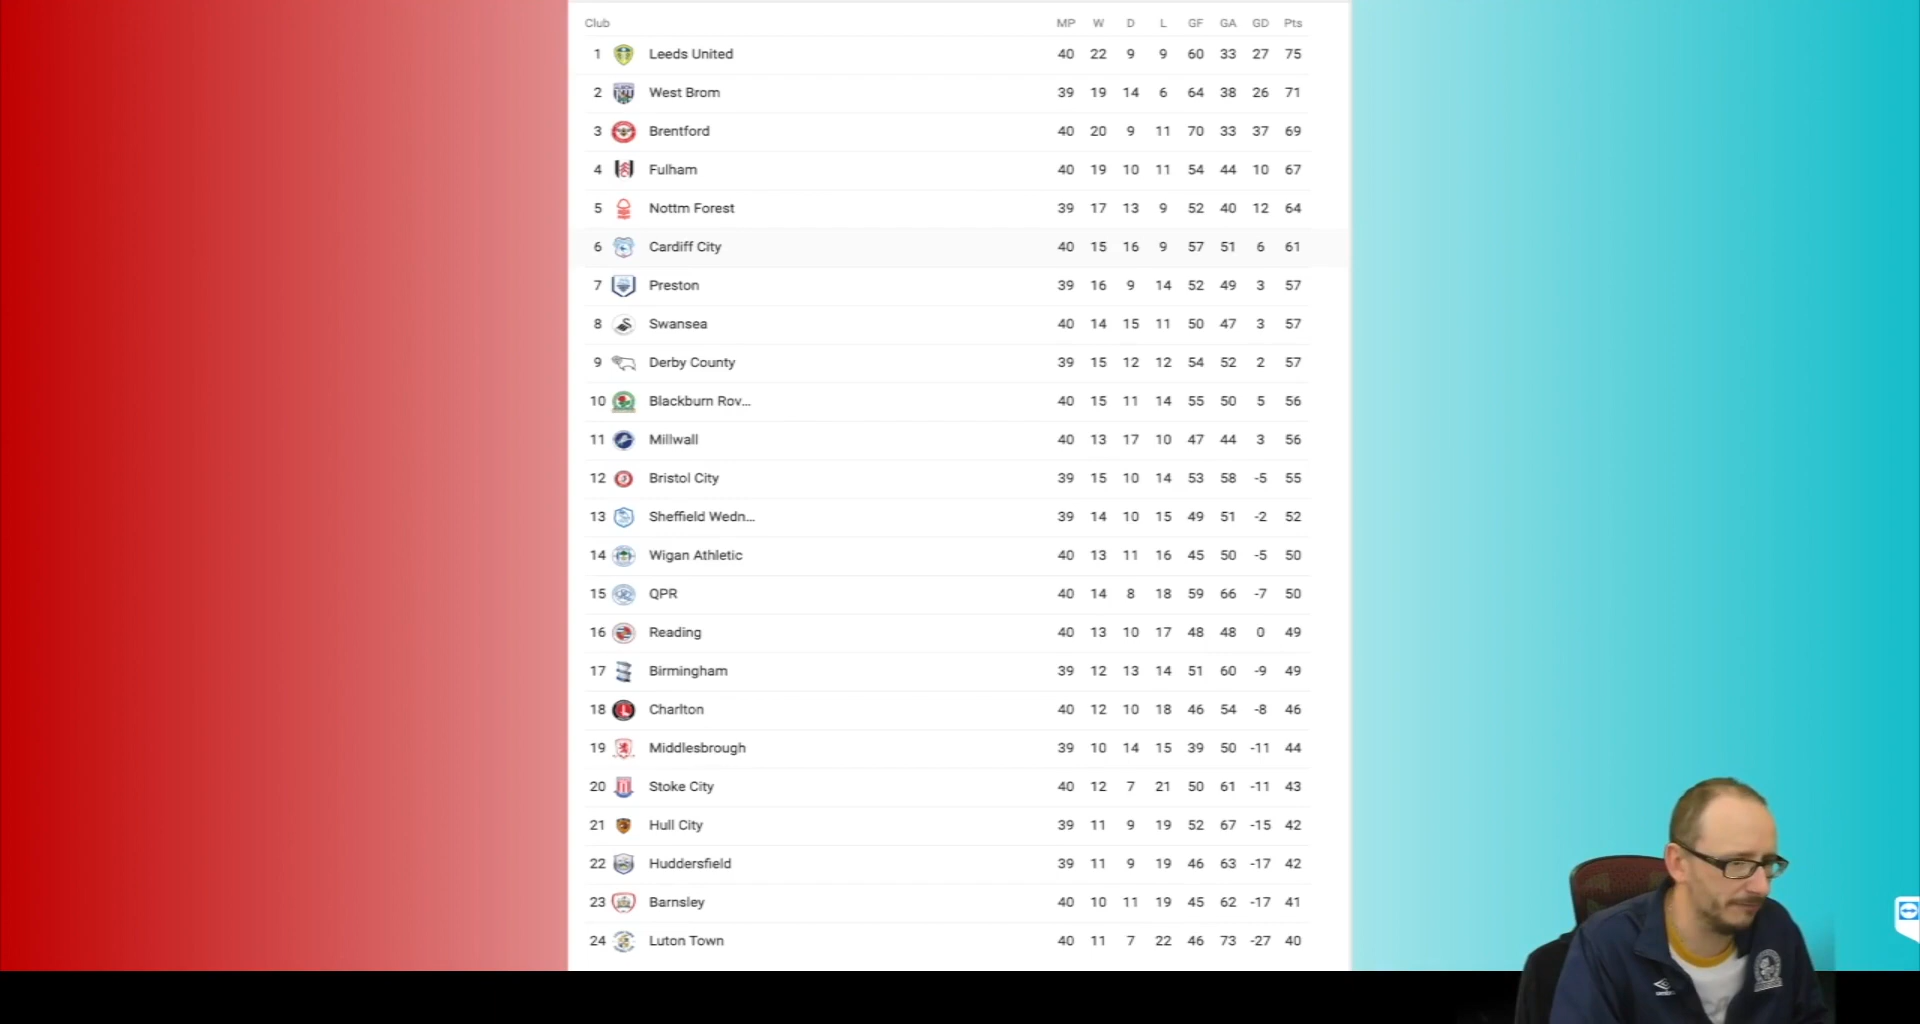 Club MP W D L GF GA GD Pts
1 Leeds United 40 22 9 9 60 33 27 75
2 West Brom 39 19 14 6 64 38 26 71
3 Brentford 40 20 9 11 70 33 37 69
4 Fulham 40 19 10 11 54 44 10 67
5 Nottm Forest 39 17 13 9 52 40 12 64
6 Cardiff City 40 15 16 9 57 51 6 61
7 Preston 39 16 9 14 52 49 3 57
8 Swansea 40 14 15 11 50 47 3 57
9 Derby County 39 15 12 12 54 52 2 57
10 Blackburn Rov... 40 15 11 14 55 50 5 56
11 Millwall 40 13 17 10 47 44 3 56
12 Bristol City 39 15 10 14 53 58 -5 55
13 Sheffield Wedn... 39 14 10 15 49 51 -2 52
14 Wigan Athletic 40 13 11 16 45 50 -5 50
15 QPR 40 14 8 18 59 66 -7 50
16 Reading 40 13 10 17 48 48 0 49
17 Birmingham 39 12 13 14 51 60 -9 49
18 Charlton 40 12 10 18 46 54 -8 46
19 Middlesbrough 39 10 14 15 39 50 -11 44
20 Stoke City 40 12 7 21 50 61 -11 43
21 Hull City 39 11 9 19 52 67 -15 42
22 Huddersfield 39 11 9 19 46 63 -17 42
23 Barnsley 40 10 11 19 45 62 -17 41
24 Luton Town 40 11 7 22 46 73 -27 40